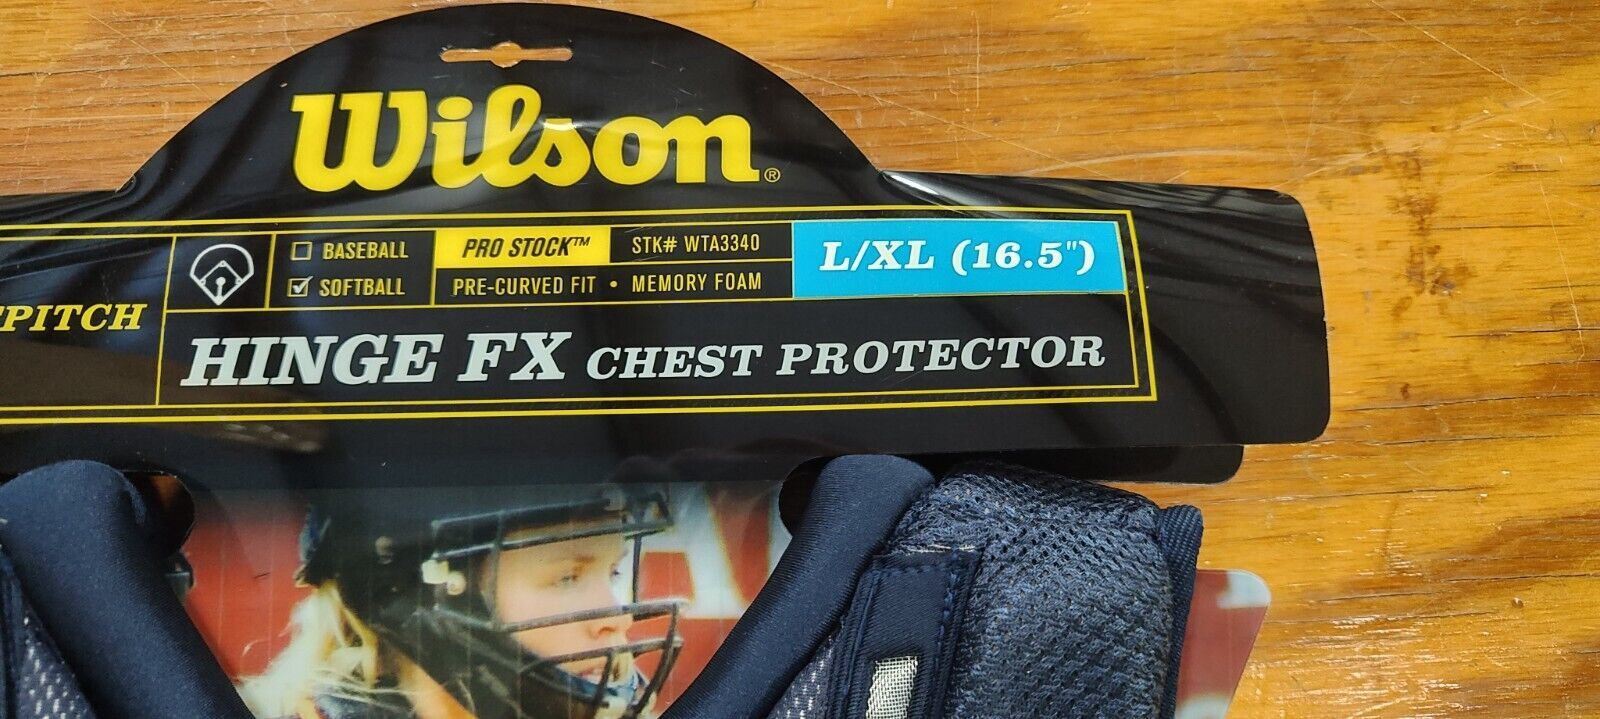 Wilson®
BASEBALL
SOFTBALL
PRO STOCK™
STK# WTA3340
PRE-CURVED FIT • MEMORY FOAM
L/XL (16.5")
HINGE FX CHEST PROTECTOR